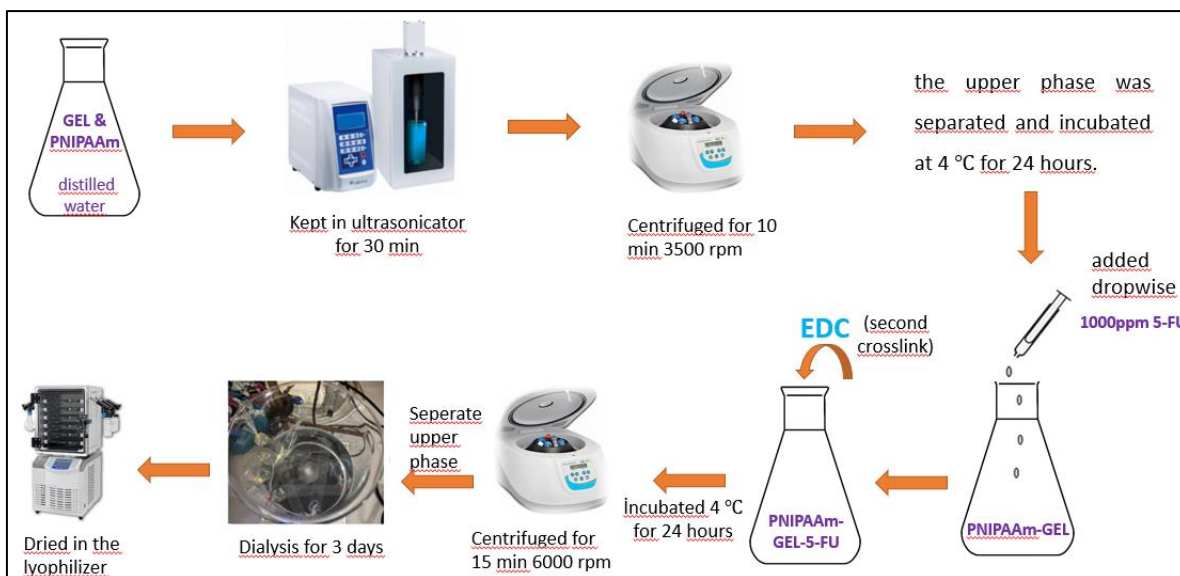 GEL &
PNIPAAm
distilled
water
Kept in ultrasonicator
for 30 min
Centrifuged for 10
min 3500 rpm
the upper phase was
separated and incubated
at 4 °C for 24 hours.
added
dropwise
1000ppm 5-FU
PNIPAAm-GEL
EDC
(second
crosslink)
PNIPAAm-
GEL-5-FU
İncubated 4 °C
for 24 hours
Centrifuged for
15 min 6000 rpm
Seperate
upper
phase
Dialysis for 3 days
Dried in the
lyophilizer